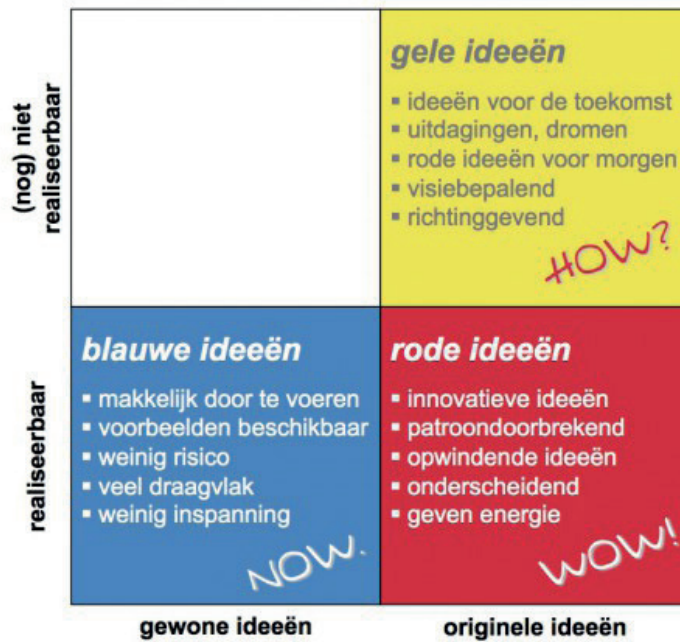 (nog) niet
realiseerbaar
gele ideeën
▪ ideeën voor de toekomst
▪ uitdagingen, dromen
▪ rode ideeën voor morgen
▪ visiebepalend
▪ richtinggevend
HOW?
realiseerbaar
blauwe ideeën
▪ makkelijk door te voeren
▪ voorbeelden beschikbaar
▪ weinig risico
▪ veel draagvlak
▪ weinig inspanning
NOW.
rode ideeën
▪ innovatieve ideeën
▪ patroondoorbrekend
▪ opwindende ideeën
▪ onderscheidend
▪ geven energie
WOW!
gewone ideeën
originele ideeën